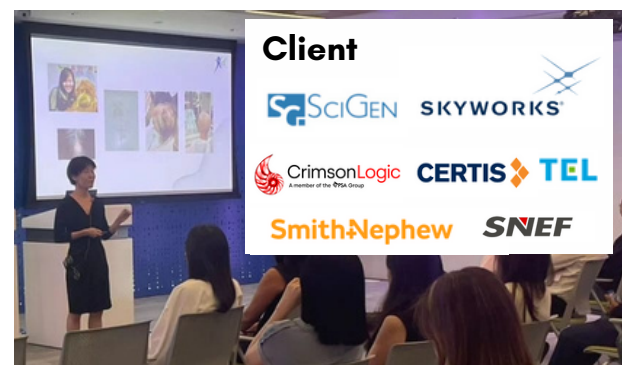 Client
SCIGEN SKYWORKS®
CrimsonLogic CERTIS TEL
A member of the PSA Group
Smith+Nephew SNEF